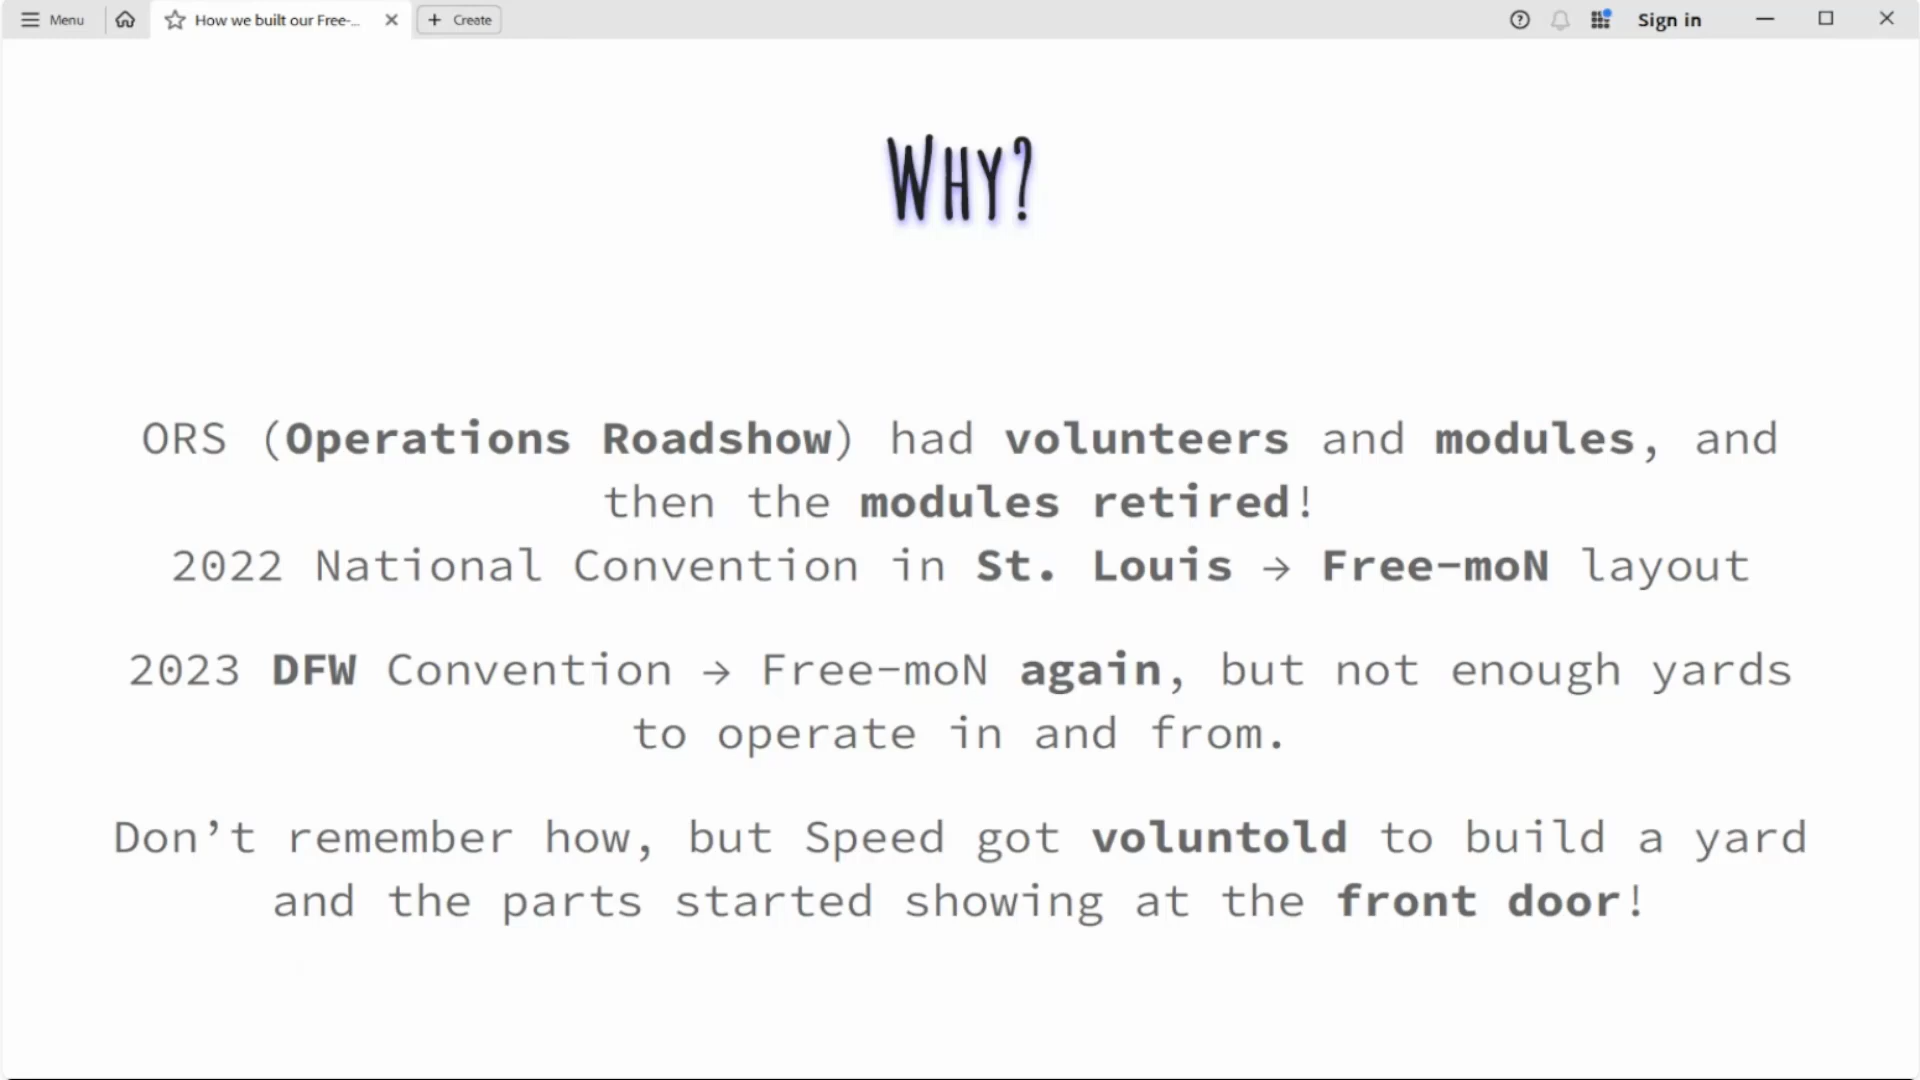 Menu
How we built our Free-...
+ Create
Sign in
WHY?
ORS (Operations Roadshow) had volunteers and modules, and
then the modules retired!
2022 National Convention in St. Louis → Free-moN layout
2023 DFW Convention → Free-moN again, but not enough yards
to operate in and from.
Don’t remember how, but Speed got voluntold to build a yard
and the parts started showing at the front door!